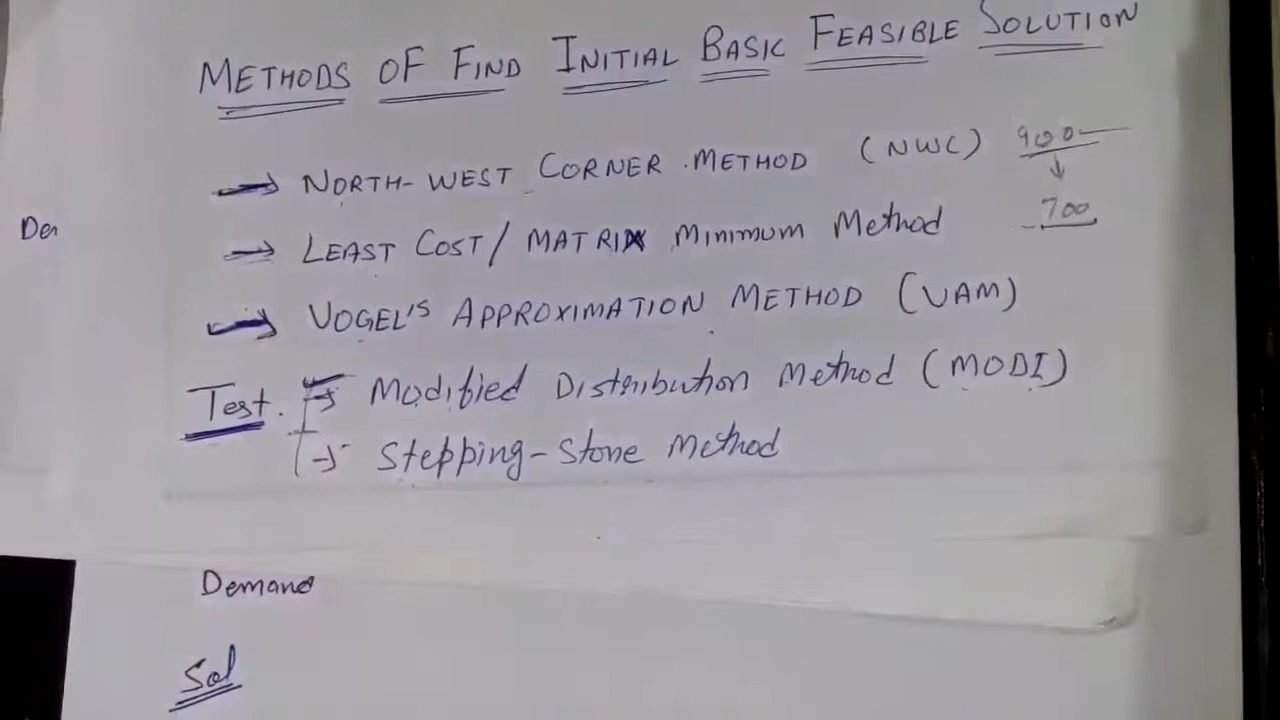 METHODS OF FIND INITIAL BASIC FEASIBLE SOLUTION
→ NORTH-WEST CORNER METHOD (NWC) 900
↓
→ LEAST COST/MATRIX Minimum Method 700
→ VOGEL'S APPROXIMATION METHOD (VAM)
Test. → Modified Distribution Method (MODI)
→ Stepping-Stone Method
Dem
Demand
Sol